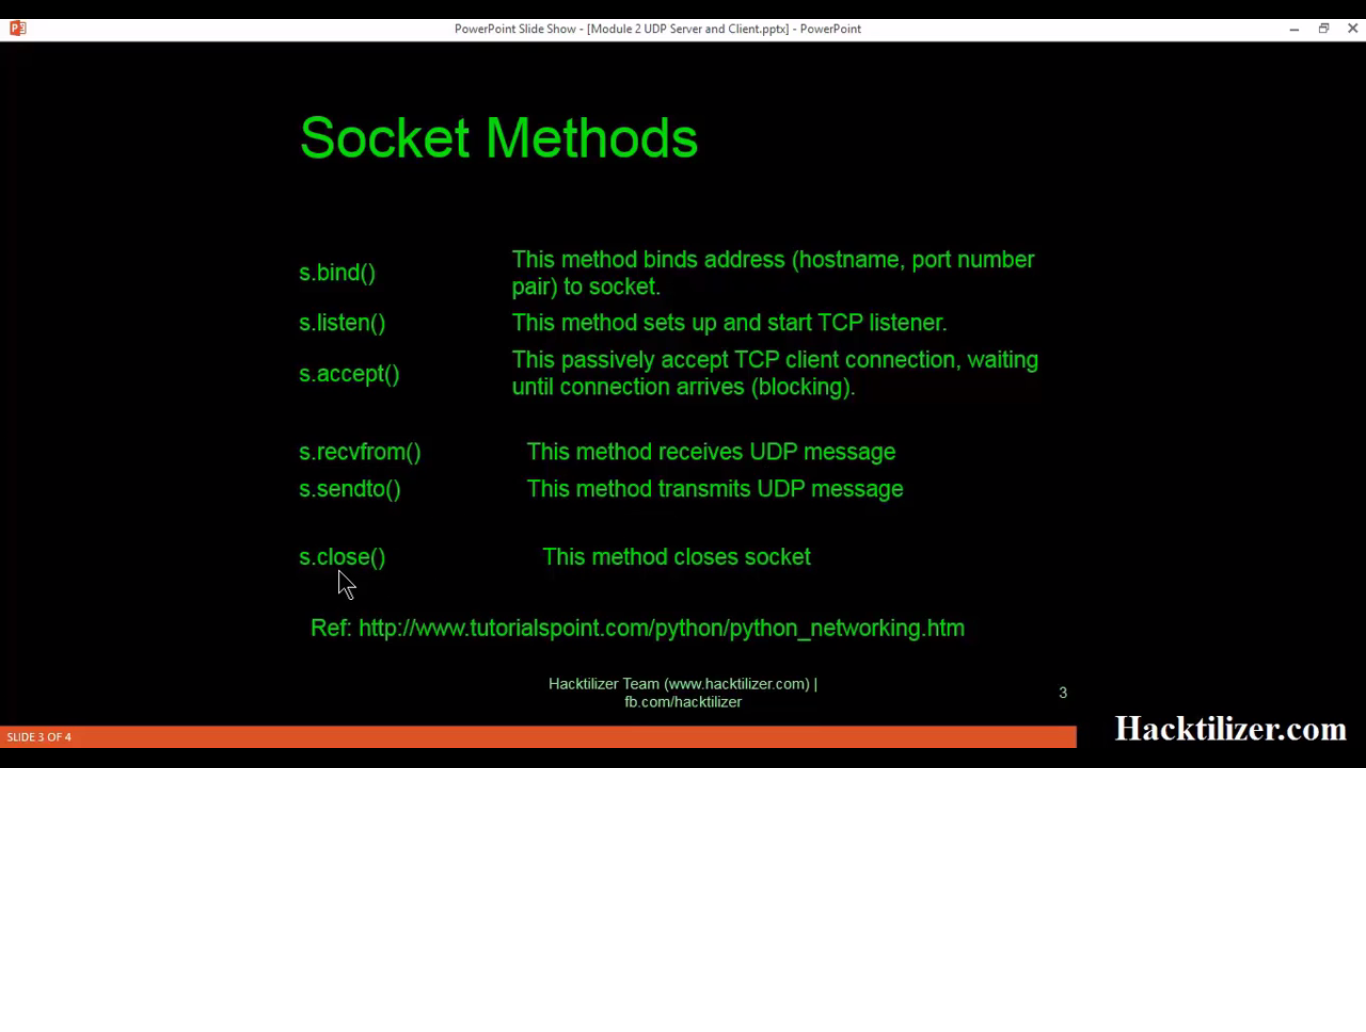 PowerPoint Slide Show - [Module 2 UDP Server and Client.pptx] - PowerPoint
Socket Methods
s.bind()
This method binds address (hostname, port number
pair) to socket.
s.listen()
This method sets up and start TCP listener.
s.accept()
This passively accept TCP client connection, waiting
until connection arrives (blocking).
s.recvfrom()
This method receives UDP message
s.sendto()
This method transmits UDP message
s.close()
This method closes socket
Ref: http://www.tutorialspoint.com/python/python_networking.htm
Hacktilizer Team (www.hacktilizer.com) |
fb.com/hacktilizer
3
Hacktilizer.com
SLIDE 3 OF 4